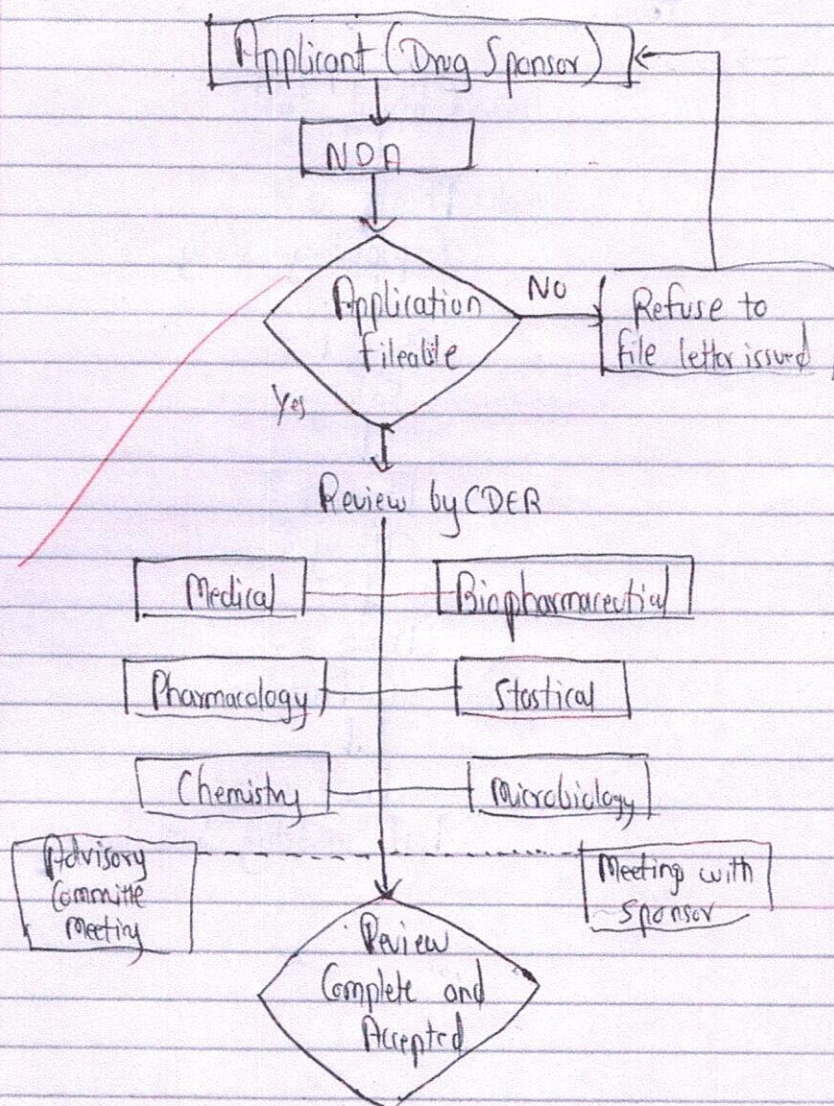 Applicant (Drug Sponsor)
NDA
Application
fileable
NO
Refuse to
file letter issued
Yes
Review by CDER
Medical
Biopharmaceutial
Pharmacology
Stastical
Chemistry
Microbiology
Advisory
Committe
Meeting
Meeting with
Sponsor
Review
Complete and
Accepted